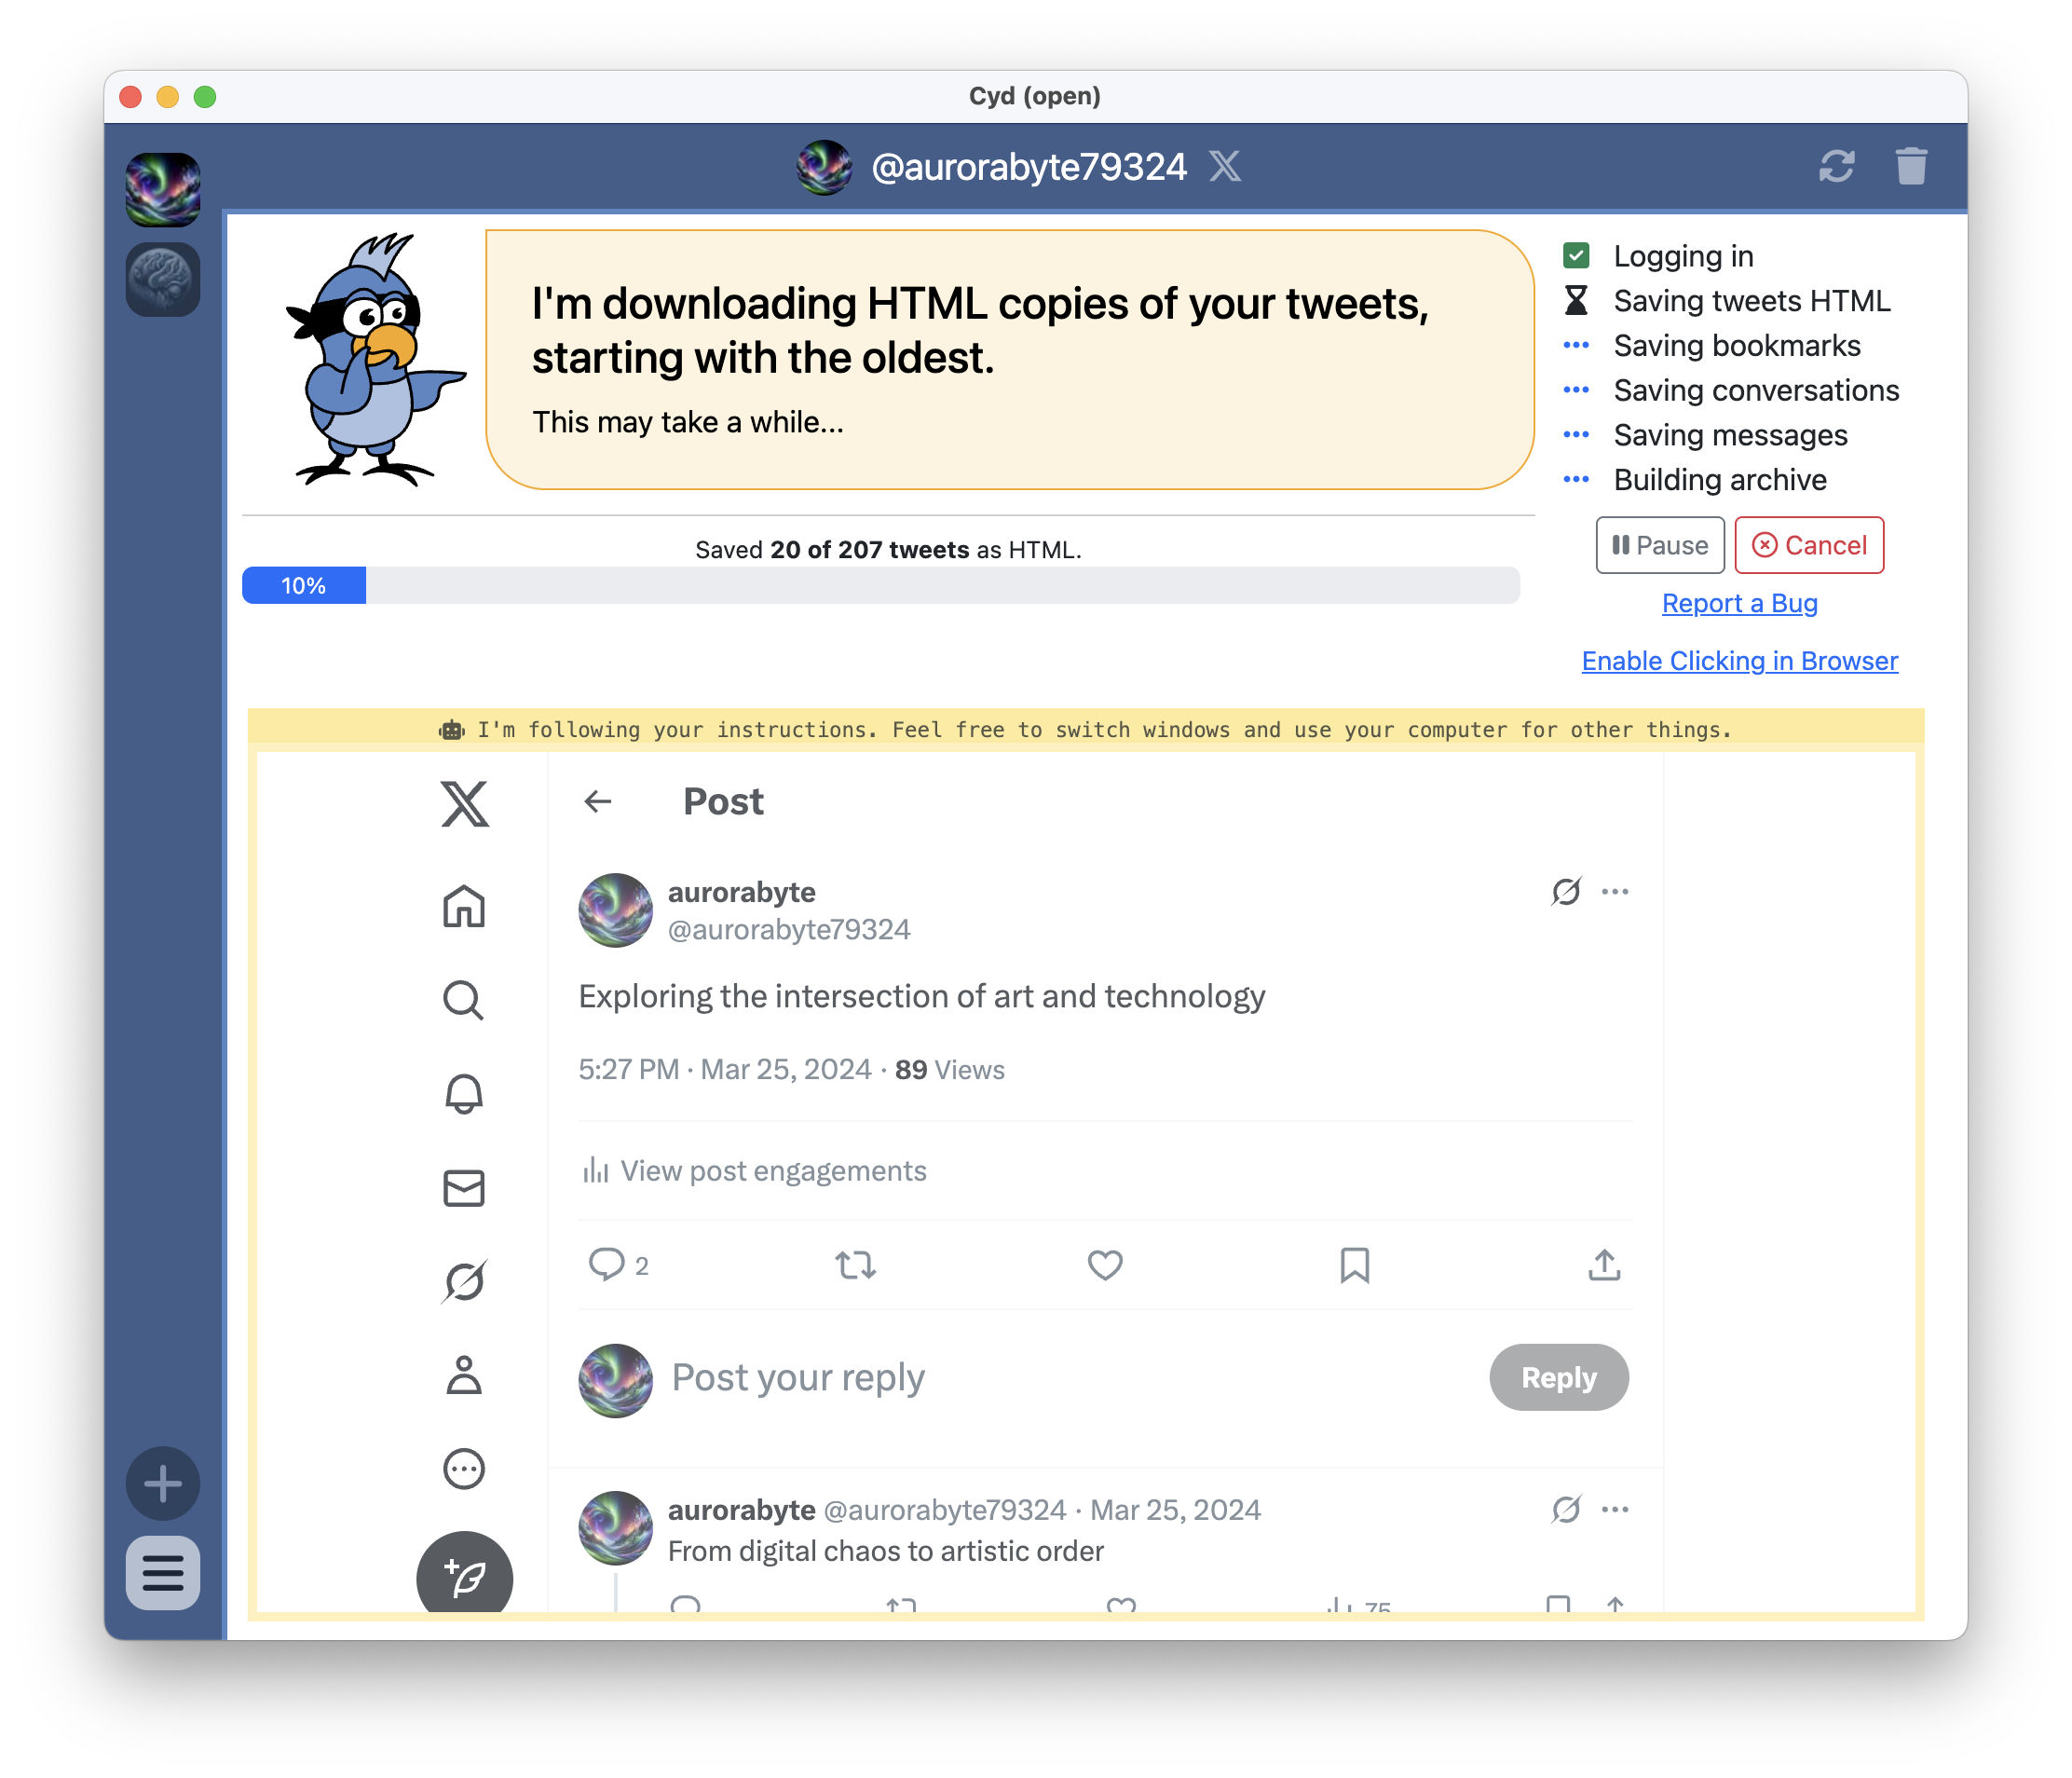 Cyd (open)
@aurorabyte79324
I'm downloading HTML copies of your tweets,
starting with the oldest.
This may take a while...
Logging in
Saving tweets HTML
Saving bookmarks
Saving conversations
Saving messages
Building archive
Pause
Cancel
Report a Bug
Enable Clicking in Browser
Saved 20 of 207 tweets as HTML.
10%
I'm following your instructions. Feel free to switch windows and use your computer for other things.
Post
aurorabyte
@aurorabyte79324
Exploring the intersection of art and technology
5:27 PM · Mar 25, 2024 · 89 Views
View post engagements
2
Post your reply
Reply
aurorabyte @aurorabyte79324 · Mar 25, 2024
From digital chaos to artistic order
75